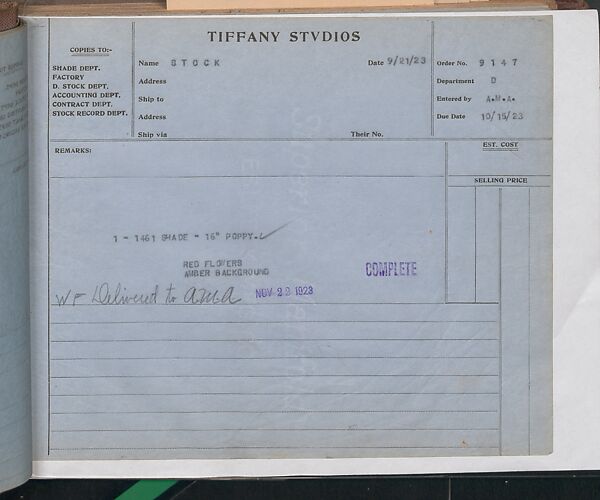 TIFFANY STVDIOS
COPIES TO:-
SHADE DEPT.
FACTORY
D. STOCK DEPT.
ACCOUNTING DEPT.
CONTRACT DEPT.
STOCK RECORD DEPT.
Name STOCK
Date 9/21/23
Address
Ship to
Address
Ship via
Their No.
Order No. 9147
Department D
Entered by A.M.A.
Due Date 10/15/23
REMARKS:
EST. COST
SELLING PRICE
1 - 1461 SHADE - 16" POPPY.
RED FLOWERS
AMBER BACKGROUND
COMPLETE
WF Delivered to AMA
NOV 22 1923